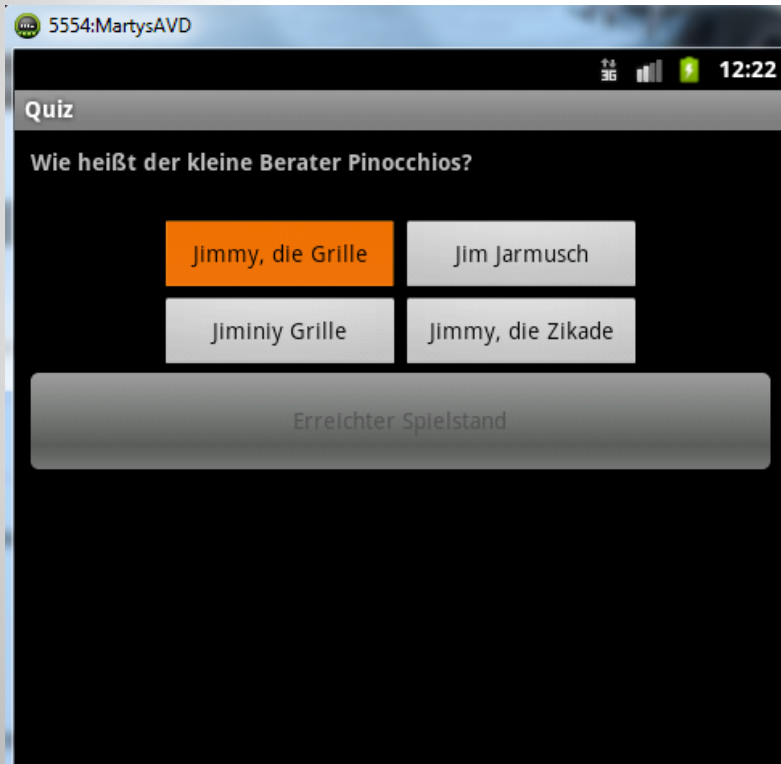 5554:MartysAVD
3G 12:22
Quiz
Wie heißt der kleine Berater Pinocchios?
Jimmy, die Grille Jim Jarmusch
Jiminiy Grille Jimmy, die Zikade
Erreichter Spielstand